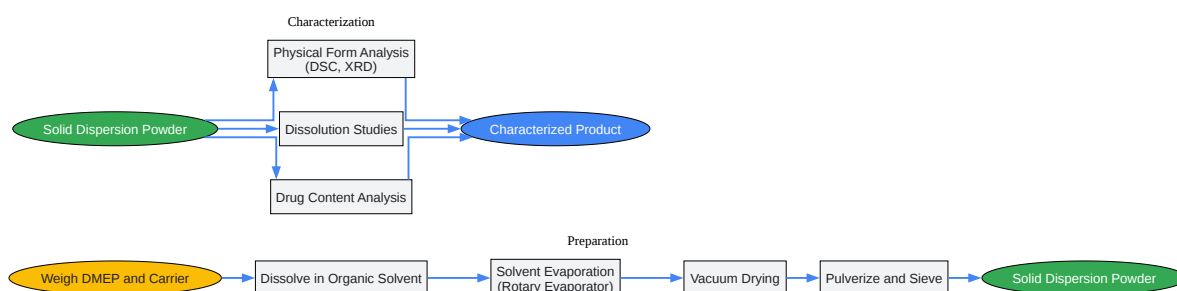 Characterization
Physical Form Analysis
(DSC, XRD)
Solid Dispersion Powder
Dissolution Studies
Characterized Product
Drug Content Analysis
Preparation
Weigh DMEP and Carrier
Dissolve in Organic Solvent
Solvent Evaporation
(Rotary Evaporator)
Vacuum Drying
Pulverize and Sieve
Solid Dispersion Powder